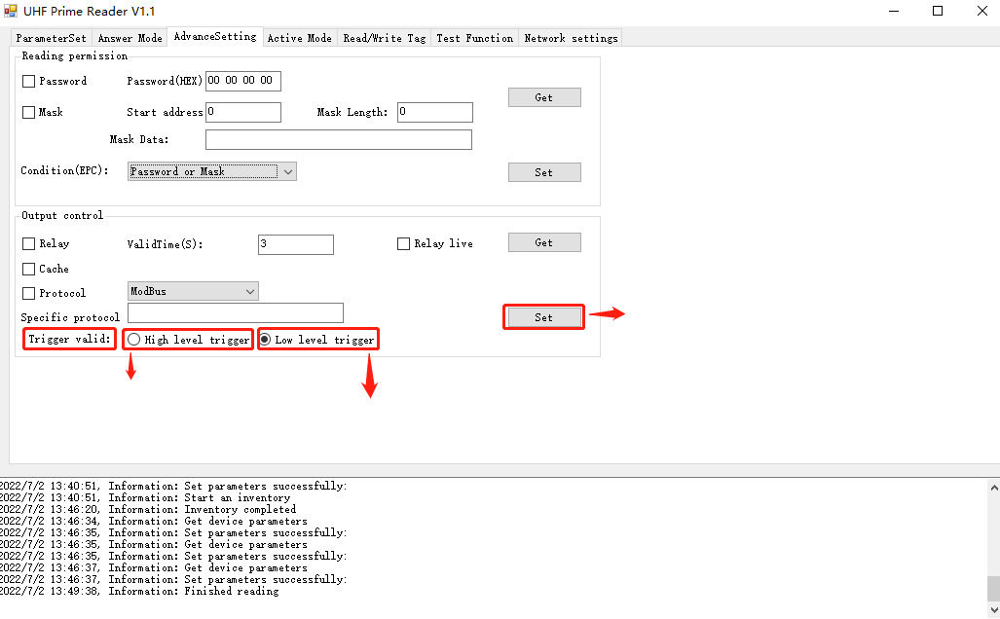 UHF Prime Reader V1.1
ParameterSet Answer Mode AdvanceSetting Active Mode Read/Write Tag Test Function Network settings
Reading permission
Password Password(HEX) 00 00 00 00
Get
Mask Start address 0 Mask Length: 0
Mask Data:
Condition(EPC): Password or Mask Set
Output control
Relay ValidTime(S): 3 Relay live Get
Cache
Protocol ModBus
Specific protocol Set
Trigger valid: High level trigger Low level trigger
2022/7/2 13:40:51, Information: Set parameters successfully:
2022/7/2 13:40:51, Information: Start an inventory
2022/7/2 13:46:20, Information: Inventory completed
2022/7/2 13:46:34, Information: Get device parameters
2022/7/2 13:46:35, Information: Set parameters successfully:
2022/7/2 13:46:35, Information: Get device parameters
2022/7/2 13:46:35, Information: Set parameters successfully:
2022/7/2 13:46:37, Information: Get device parameters
2022/7/2 13:46:37, Information: Set parameters successfully:
2022/7/2 13:49:38, Information: Finished reading